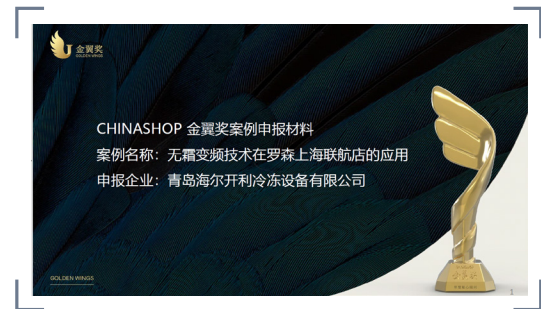 金翼奖
GOLDEN WINGS
CHINASHOP 金翼奖案例申报材料
案例名称：无霜变频技术在罗森上海联航店的应用
申报企业：青岛海尔开利冷冻设备有限公司
GOLDEN WINGS
1